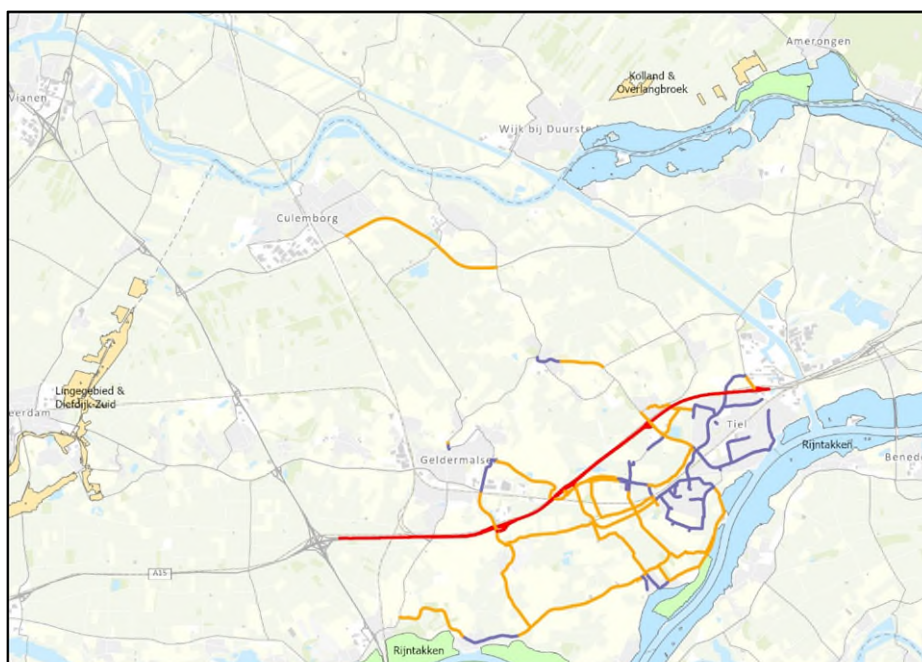 Amerongen
Kolland &
Overlangbroek
Vianen
Wijk bij Duurste
Culemborg
Lingegebied &
Diefdijk-Zuid
eerdam
Tiel
Rijntakken
Geldermalse
Bened
A15
Rijntakken